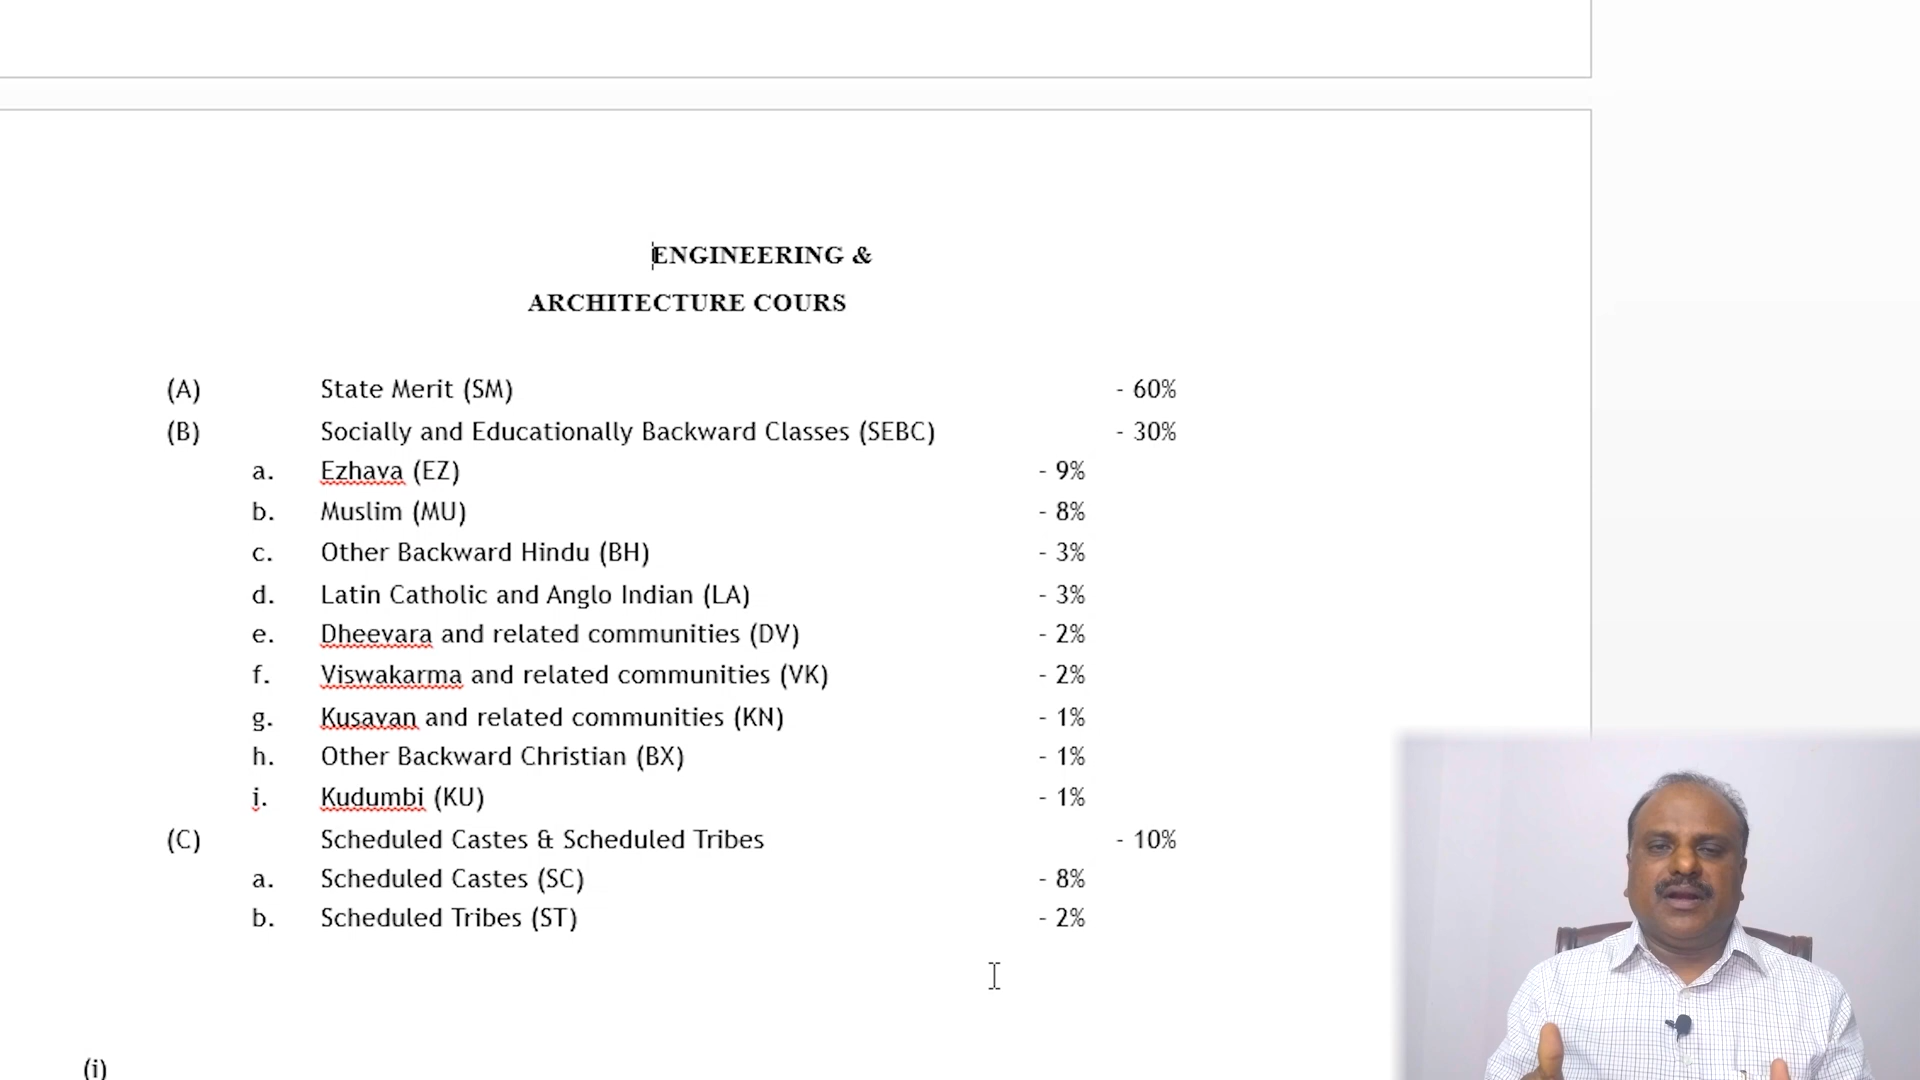 ENGINEERING &
ARCHITECTURE COURS
(A) State Merit (SM) - 60%
(B) Socially and Educationally Backward Classes (SEBC) - 30%
a. Ezhava (EZ) - 9%
b. Muslim (MU) - 8%
c. Other Backward Hindu (BH) - 3%
d. Latin Catholic and Anglo Indian (LA) - 3%
e. Dheevara and related communities (DV) - 2%
f. Viswakarma and related communities (VK) - 2%
g. Kusavan and related communities (KN) - 1%
h. Other Backward Christian (BX) - 1%
i. Kudumbi (KU) - 1%
(C) Scheduled Castes & Scheduled Tribes - 10%
a. Scheduled Castes (SC) - 8%
b. Scheduled Tribes (ST) - 2%
(i)